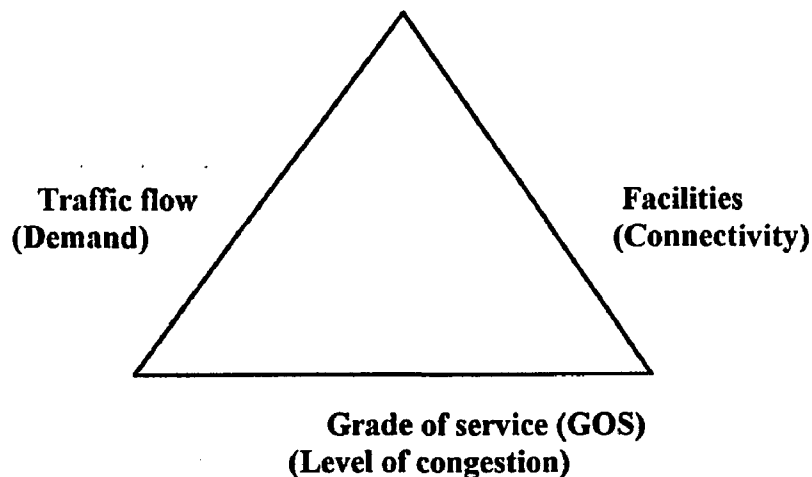 Traffic flow
(Demand)
Facilities
(Connectivity)
Grade of service (GOS)
(Level of congestion)